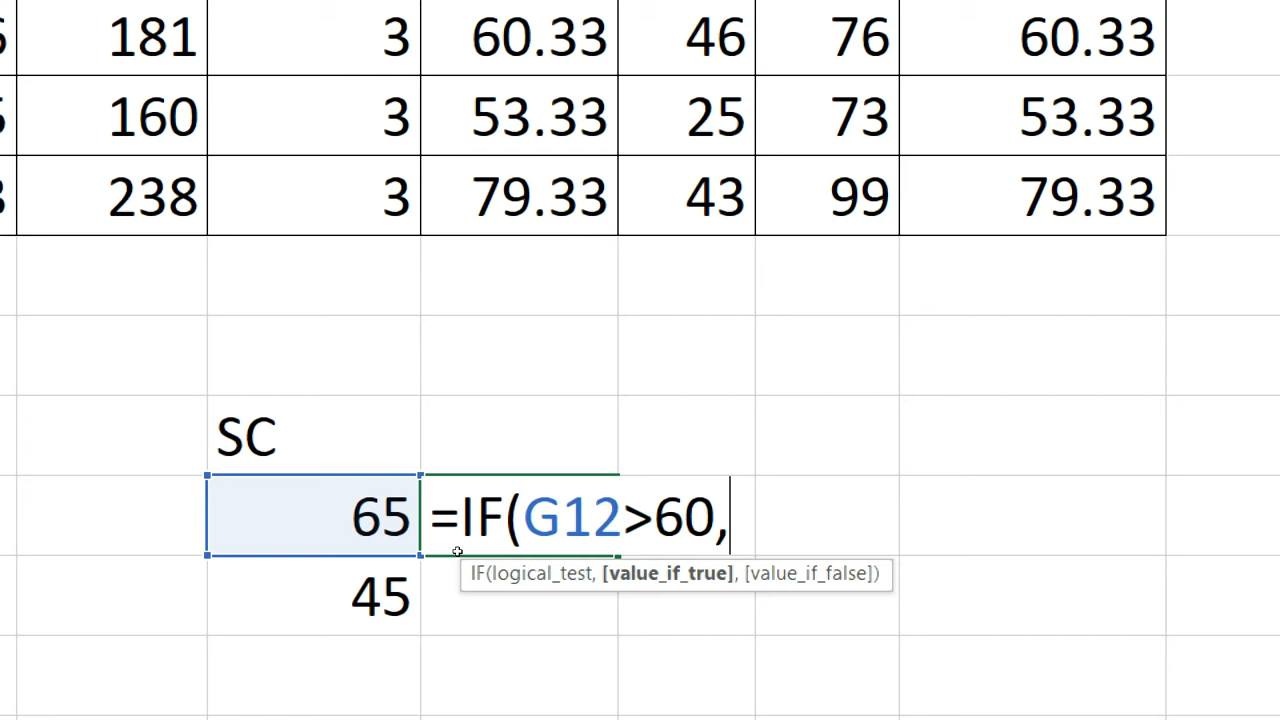 181 3 60.33 46 76 60.33
160 3 53.33 25 73 53.33
238 3 79.33 43 99 79.33
SC
65 =IF(G12>60,
IF(logical_test, [value_if_true], [value_if_false])
45